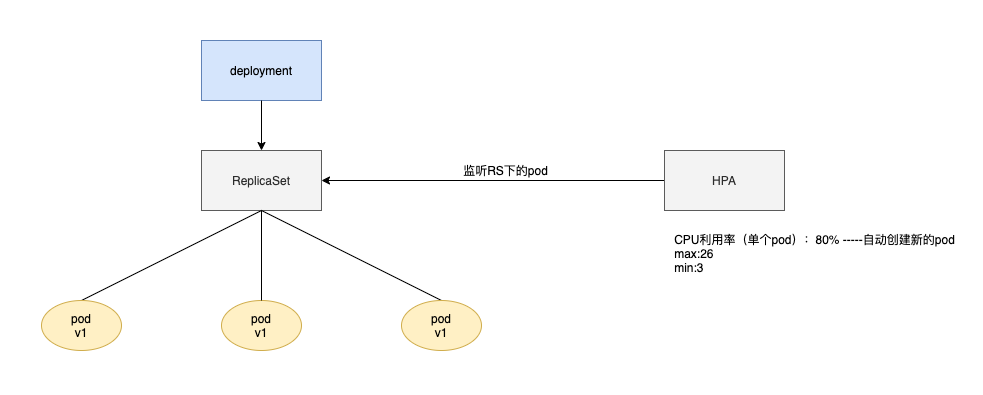 deployment
监听RS下的pod
ReplicaSet
HPA
CPU利用率（单个pod）：80% -----自动创建新的pod
max:26
min:3
pod
v1
pod
v1
pod
v1